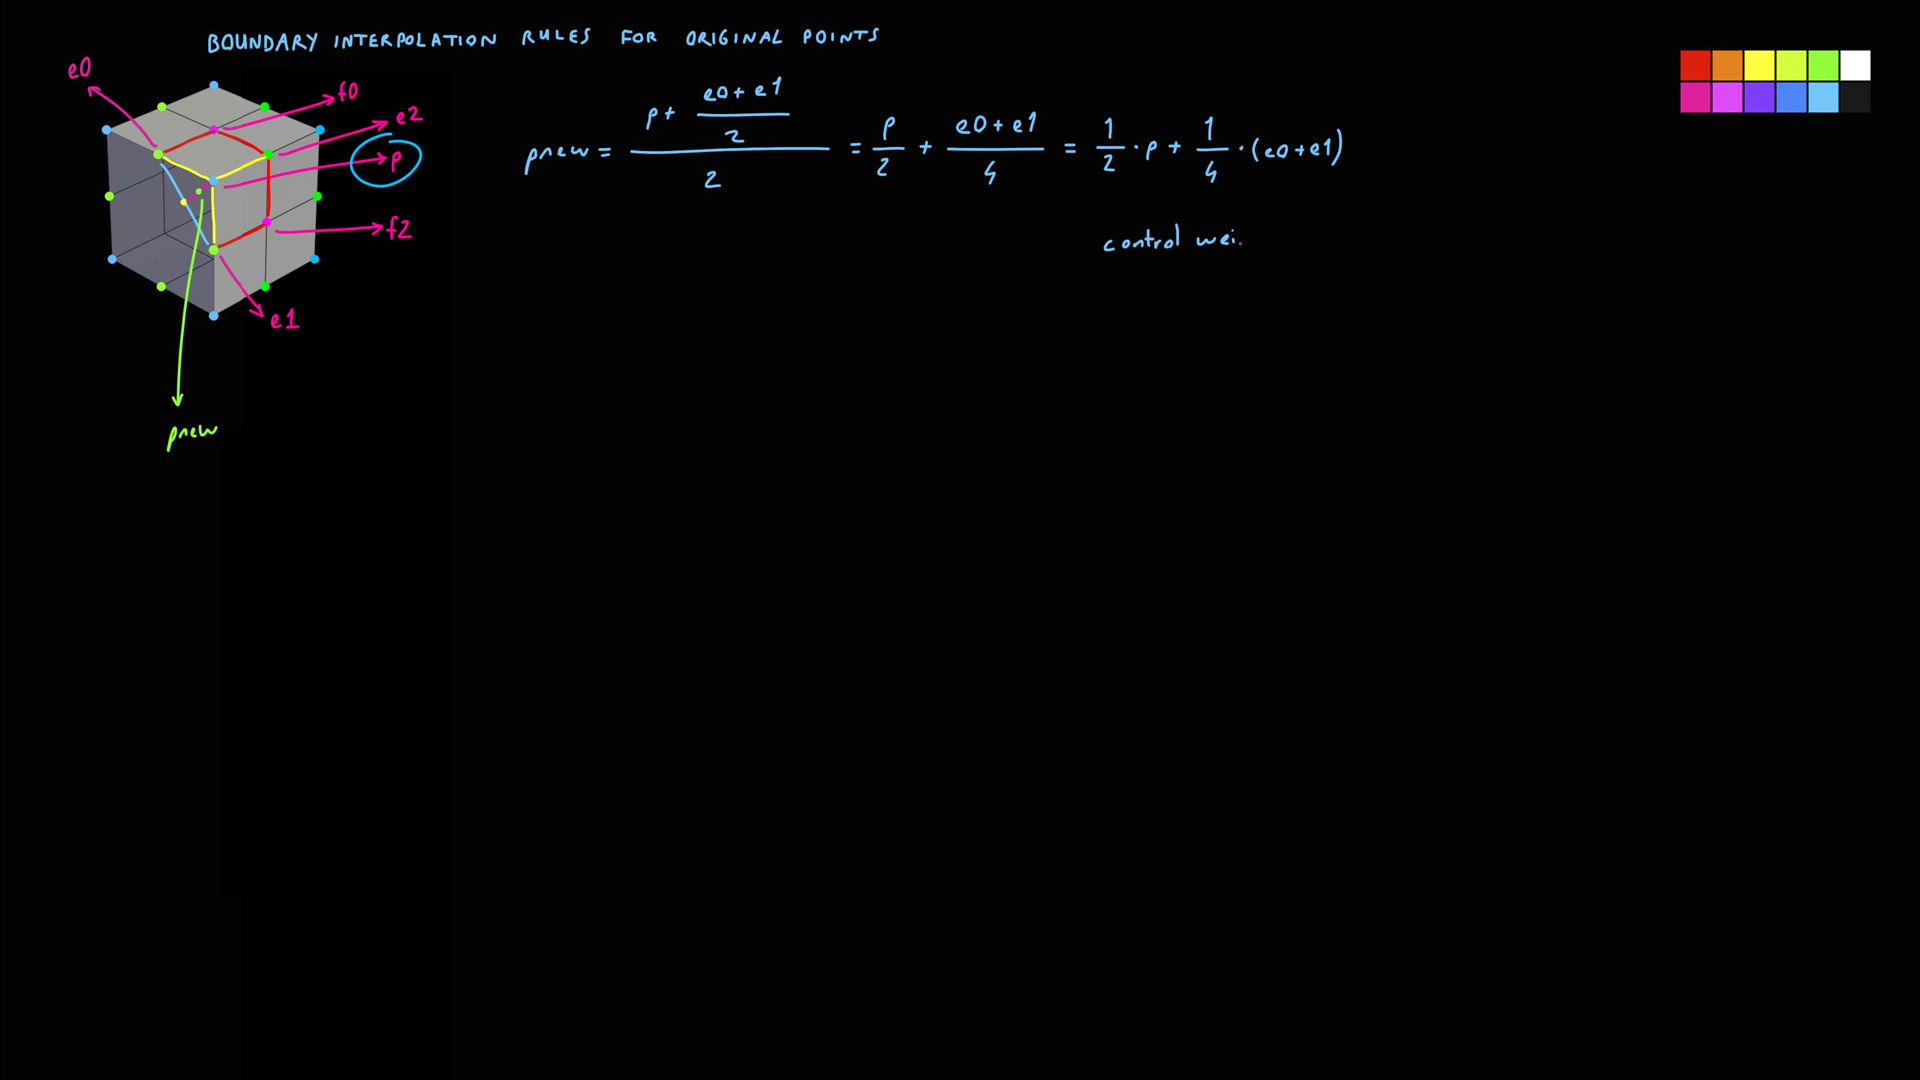 BOUNDARY INTERPOLATION RULES FOR ORIGINAL POINTS
e0
f0
e2
p
f2
e1
pnew
pnew = (p + (e0 + e1)/2)/2 = p/2 + (e0 + e1)/4 = 1/2 · p + 1/4 · (e0 + e1)
control wei